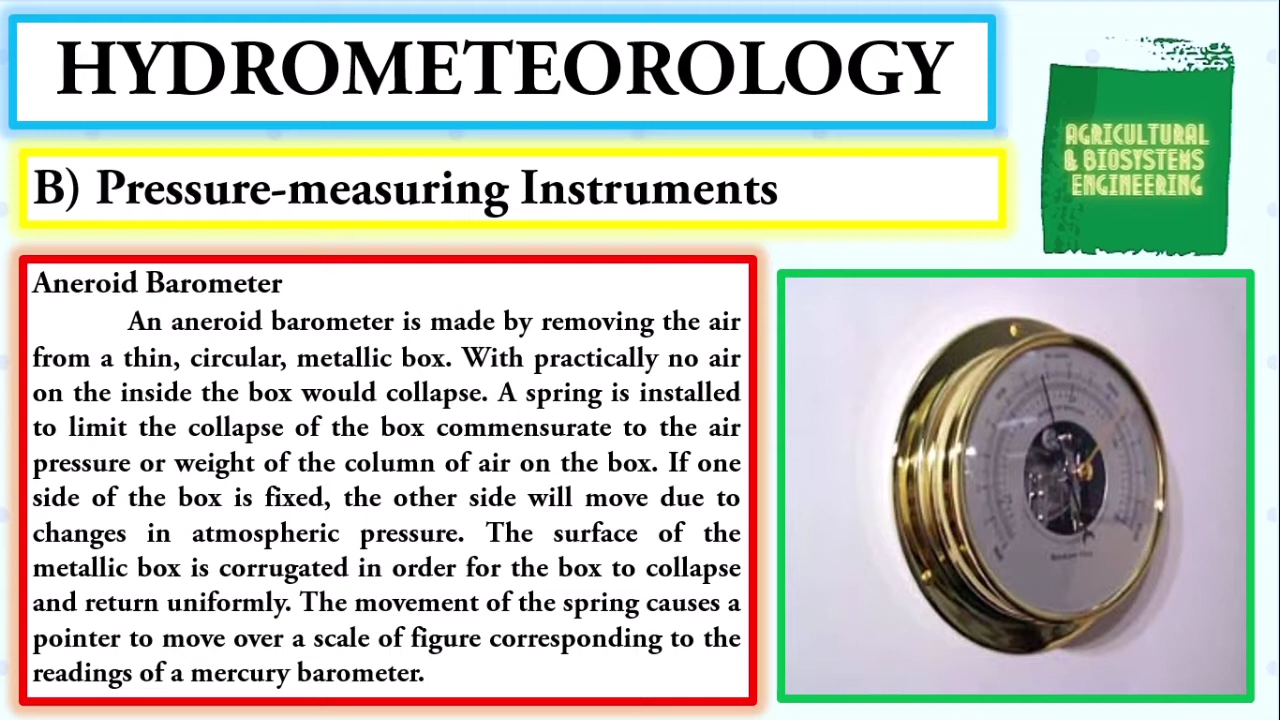 HYDROMETEOROLOGY
AGRICULTURAL
& BIOSYSTEMS
ENGINEERING
B) Pressure-measuring Instruments
Aneroid Barometer
An aneroid barometer is made by removing the air
from a thin, circular, metallic box. With practically no air
on the inside the box would collapse. A spring is installed
to limit the collapse of the box commensurate to the air
pressure or weight of the column of air on the box. If one
side of the box is fixed, the other side will move due to
changes in atmospheric pressure. The surface of the
metallic box is corrugated in order for the box to collapse
and return uniformly. The movement of the spring causes a
pointer to move over a scale of figure corresponding to the
readings of a mercury barometer.